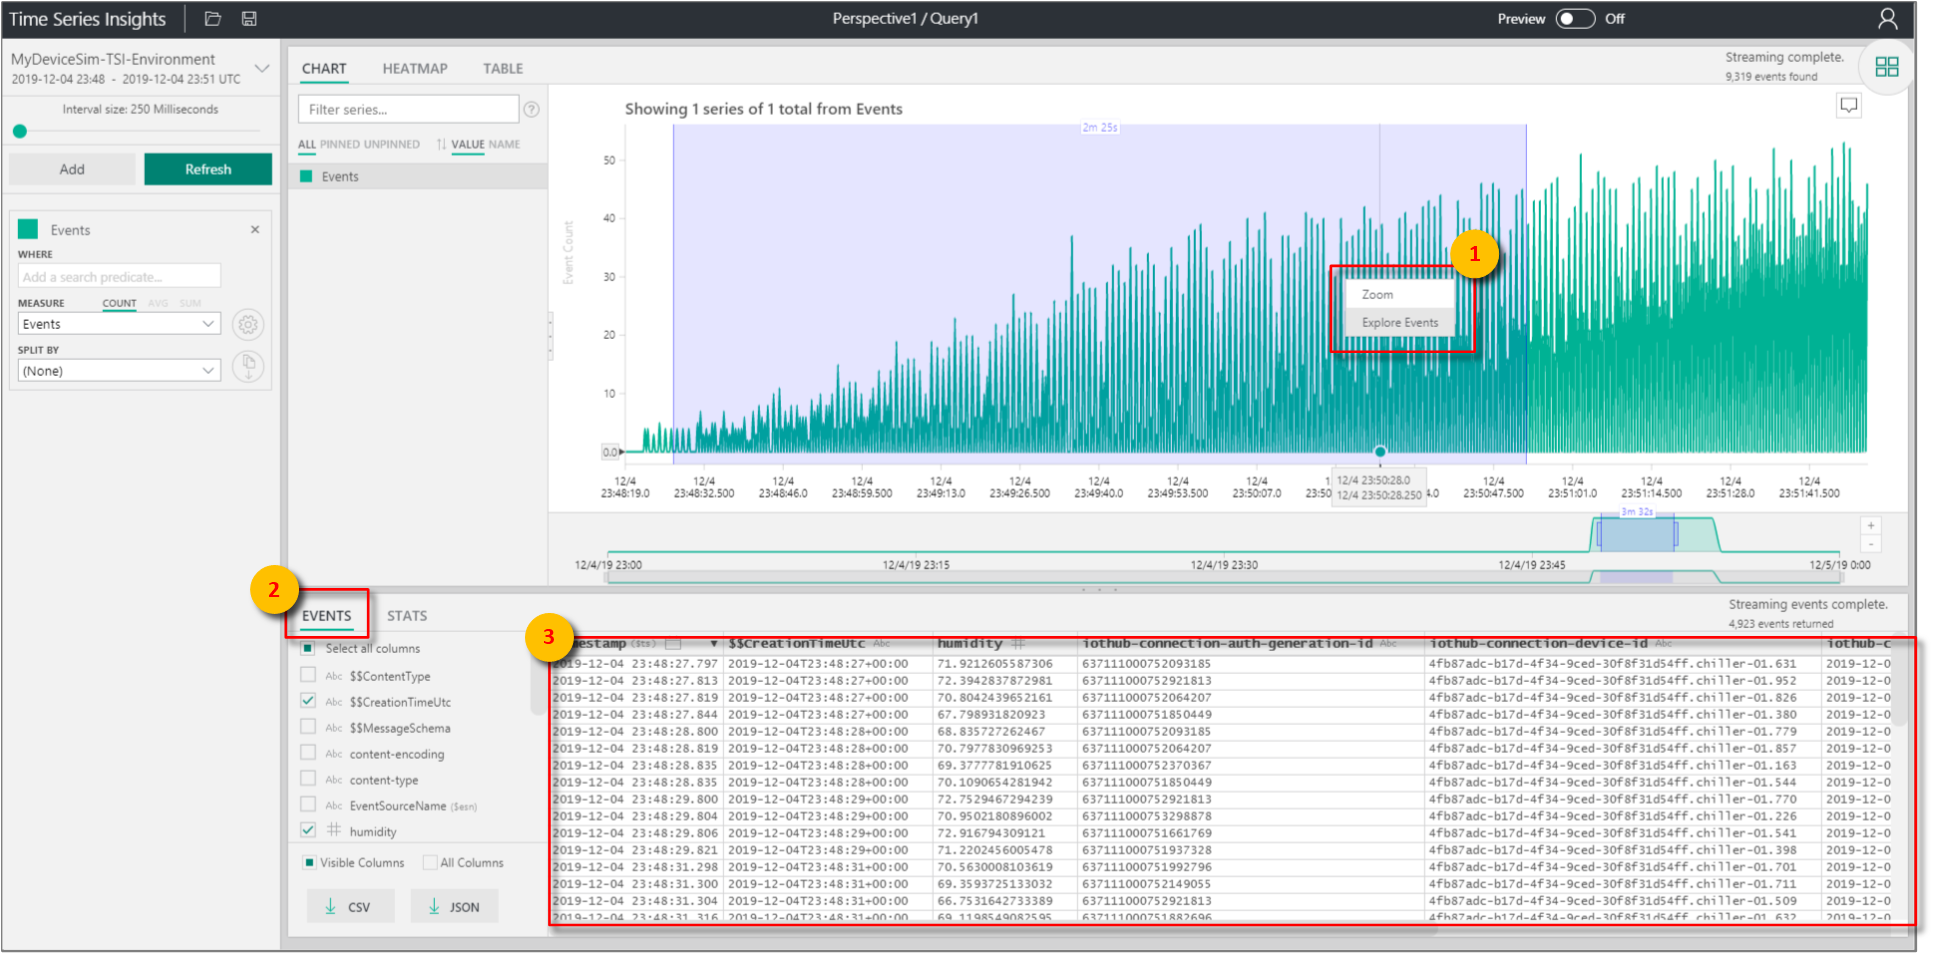 Time Series Insights
Perspective1 / Query1
Preview Off
MyDeviceSim-TSI-Environment
2019-12-04 23:48 - 2019-12-04 23:51 UTC
Interval size: 250 Milliseconds
Add Refresh
Events ×
WHERE
Add a search predicate...
MEASURE COUNT AVG SUM
Events
SPLIT BY
(None)
CHART HEATMAP TABLE
Streaming complete.
9,319 events found
Filter series... ?
ALL PINNED UNPINNED VALUE NAME
Events
Showing 1 series of 1 total from Events
2m 25s
Event Count
50
40
30
20
10
0.0
1
Zoom
Explore Events
12/4 12/4 12/4 12/4 12/4 12/4 12/4 12/4 12/4 12/4 23:50:28.0 12/4 12/4 12/4 12/4 12/4
23:48:19.0 23:48:32.500 23:48:46.0 23:48:59.500 23:49:13.0 23:49:26.500 23:49:40.0 23:49:53.500 23:50:07.0 23:50 12/4 23:50:28.250 4.0 23:50:47.500 23:51:01.0 23:51:14.500 23:51:28.0 23:51:41.500
3m 32s
+
-
12/4/19 23:00 12/4/19 23:15 12/4/19 23:30 12/4/19 23:45 12/5/19 0:00
2
EVENTS STATS
Streaming events complete.
4,923 events returned
Select all columns
Abc $$ContentType
Abc $$CreationTimeUtc
Abc $$MessageSchema
Abc content-encoding
Abc content-type
Abc EventSourceName ($esn)
humidity
Visible Columns All Columns
CSV JSON
3
estamp ($ts) $$CreationTimeUtc Abc humidity iothub-connection-auth-generation-id Abc iothub-connection-device-id Abc iothub-c
2019-12-04 23:48:27.797 2019-12-04T23:48:27+00:00 71.9212605587306 637111000752093185 4fb87adc-b17d-4f34-9ced-30f8f31d54ff.chiller-01.631 2019-12-0
2019-12-04 23:48:27.813 2019-12-04T23:48:27+00:00 72.3942837872981 637111000752921813 4fb87adc-b17d-4f34-9ced-30f8f31d54ff.chiller-01.952 2019-12-0
2019-12-04 23:48:27.819 2019-12-04T23:48:27+00:00 70.8042439652161 637111000752064207 4fb87adc-b17d-4f34-9ced-30f8f31d54ff.chiller-01.826 2019-12-0
2019-12-04 23:48:27.844 2019-12-04T23:48:27+00:00 67.798931820923 637111000751850449 4fb87adc-b17d-4f34-9ced-30f8f31d54ff.chiller-01.380 2019-12-0
2019-12-04 23:48:28.800 2019-12-04T23:48:28+00:00 68.835727262467 637111000752093185 4fb87adc-b17d-4f34-9ced-30f8f31d54ff.chiller-01.779 2019-12-0
2019-12-04 23:48:28.819 2019-12-04T23:48:28+00:00 70.7977830969253 637111000752064207 4fb87adc-b17d-4f34-9ced-30f8f31d54ff.chiller-01.857 2019-12-0
2019-12-04 23:48:28.835 2019-12-04T23:48:28+00:00 69.3777781910625 637111000752370367 4fb87adc-b17d-4f34-9ced-30f8f31d54ff.chiller-01.163 2019-12-0
2019-12-04 23:48:28.835 2019-12-04T23:48:28+00:00 70.1090654281942 637111000751850449 4fb87adc-b17d-4f34-9ced-30f8f31d54ff.chiller-01.544 2019-12-0
2019-12-04 23:48:29.800 2019-12-04T23:48:29+00:00 72.7529467294239 637111000752921813 4fb87adc-b17d-4f34-9ced-30f8f31d54ff.chiller-01.770 2019-12-0
2019-12-04 23:48:29.804 2019-12-04T23:48:29+00:00 70.9502180896002 637111000753298878 4fb87adc-b17d-4f34-9ced-30f8f31d54ff.chiller-01.226 2019-12-0
2019-12-04 23:48:29.806 2019-12-04T23:48:29+00:00 72.916794309121 637111000751661769 4fb87adc-b17d-4f34-9ced-30f8f31d54ff.chiller-01.541 2019-12-0
2019-12-04 23:48:29.821 2019-12-04T23:48:29+00:00 71.2202456005478 637111000751937328 4fb87adc-b17d-4f34-9ced-30f8f31d54ff.chiller-01.398 2019-12-0
2019-12-04 23:48:31.298 2019-12-04T23:48:31+00:00 70.5630008103619 637111000751992796 4fb87adc-b17d-4f34-9ced-30f8f31d54ff.chiller-01.701 2019-12-0
2019-12-04 23:48:31.300 2019-12-04T23:48:31+00:00 69.3593725133032 637111000752149055 4fb87adc-b17d-4f34-9ced-30f8f31d54ff.chiller-01.711 2019-12-0
2019-12-04 23:48:31.304 2019-12-04T23:48:31+00:00 66.7531642733389 637111000752921813 4fb87adc-b17d-4f34-9ced-30f8f31d54ff.chiller-01.509 2019-12-0
2019-12-04 23:48:31.316 2019-12-04T23:48:31+00:00 69.1198549082595 637111000751882696 4fb87adc-b17d-4f34-9ced-30f8f31d54ff.chiller-01.632 2019-12-0